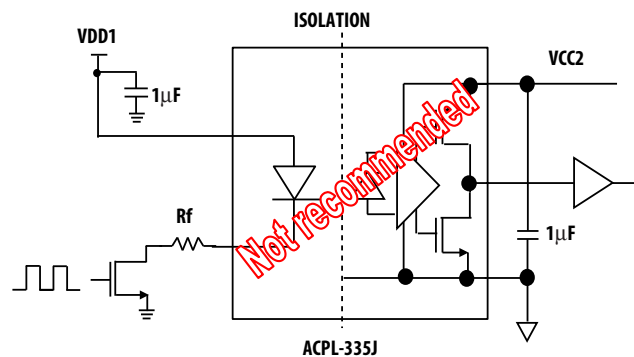 ISOLATION
VDD1
VCC2
1µF
Not recommended
Rf
1µF
ACPL-335J